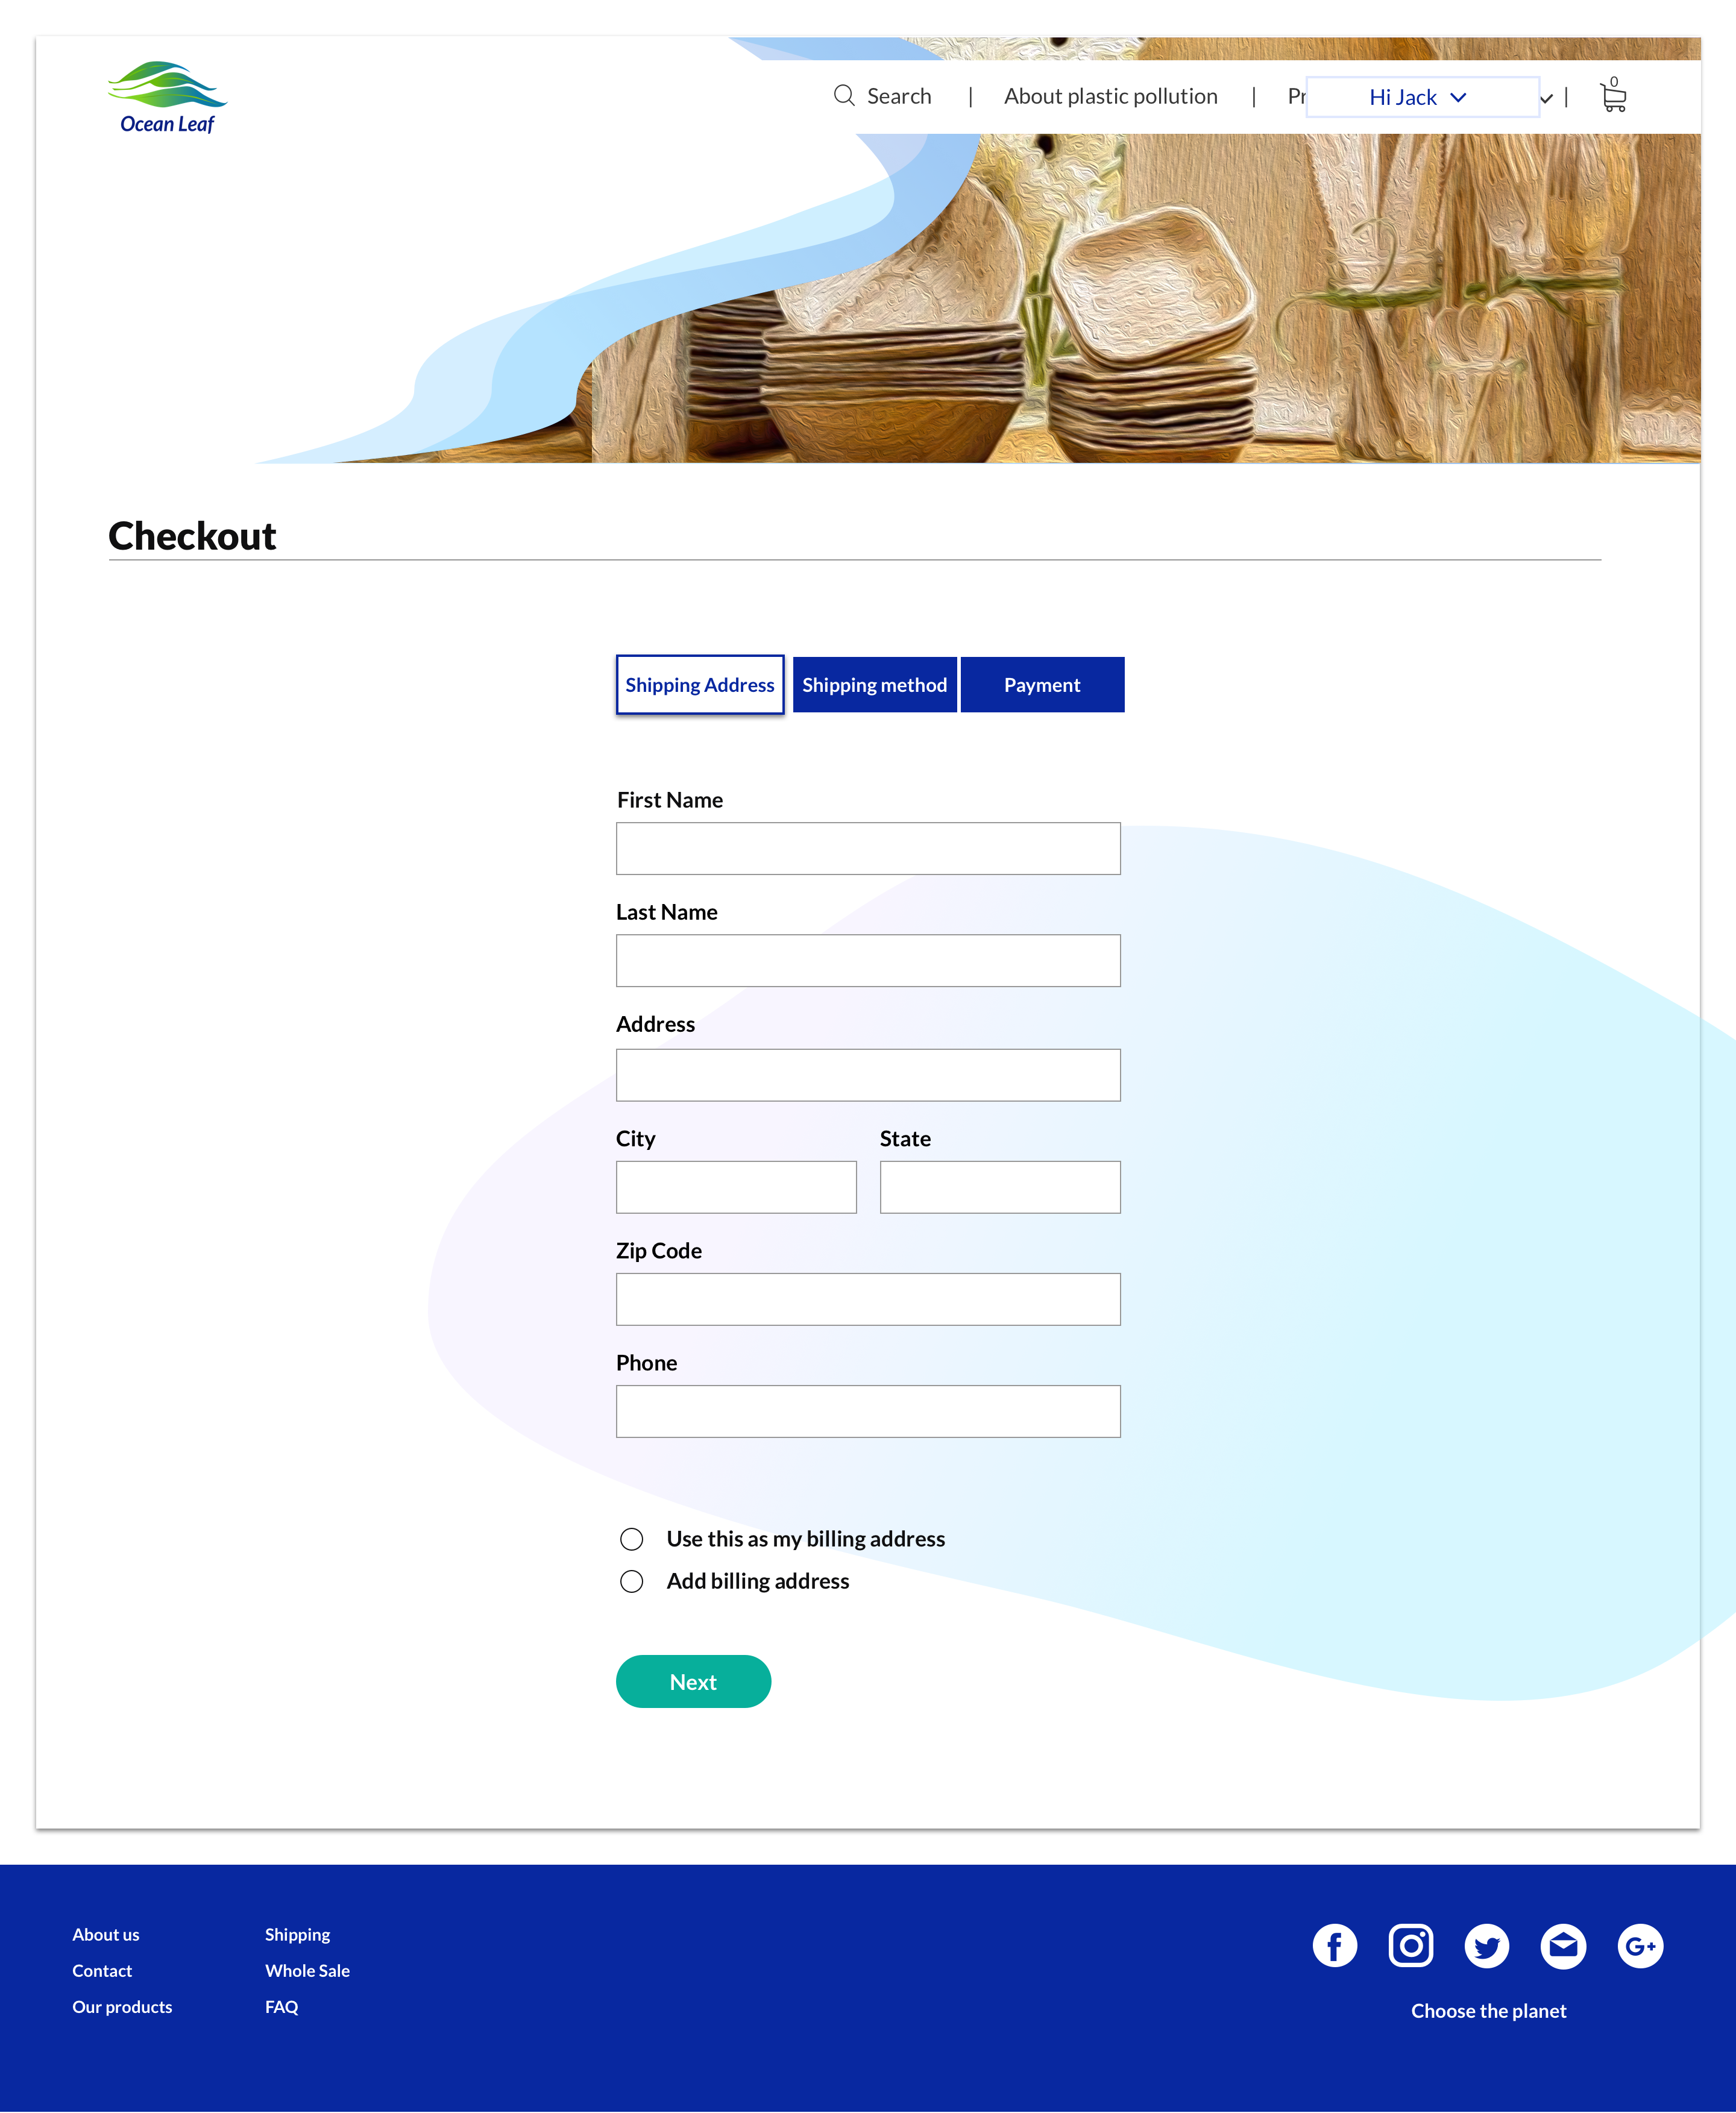 Ocean Leaf
Search | About plastic pollution | Pr Hi Jack | 0
Checkout
Shipping Address Shipping method Payment
First Name
Last Name
Address
City State
Zip Code
Phone
Use this as my billing address
Add billing address
Next
About us Shipping
Contact Whole Sale
Our products FAQ
Choose the planet